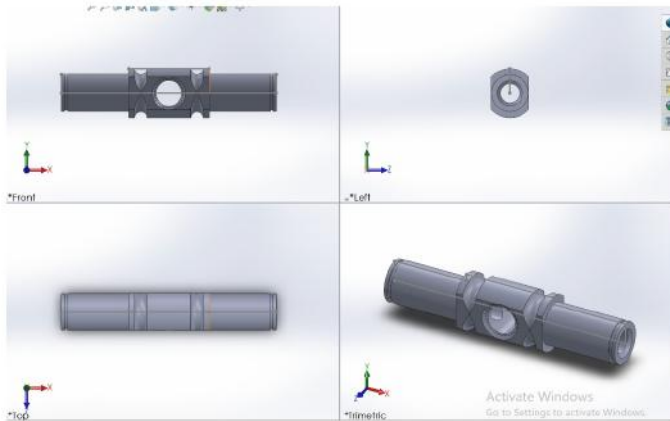 Y
X
*Front
Y
Z
*Left
X
*Top
Y
X
Z
*Trimetric
Activate Windows
Go to Settings to activate Windows.